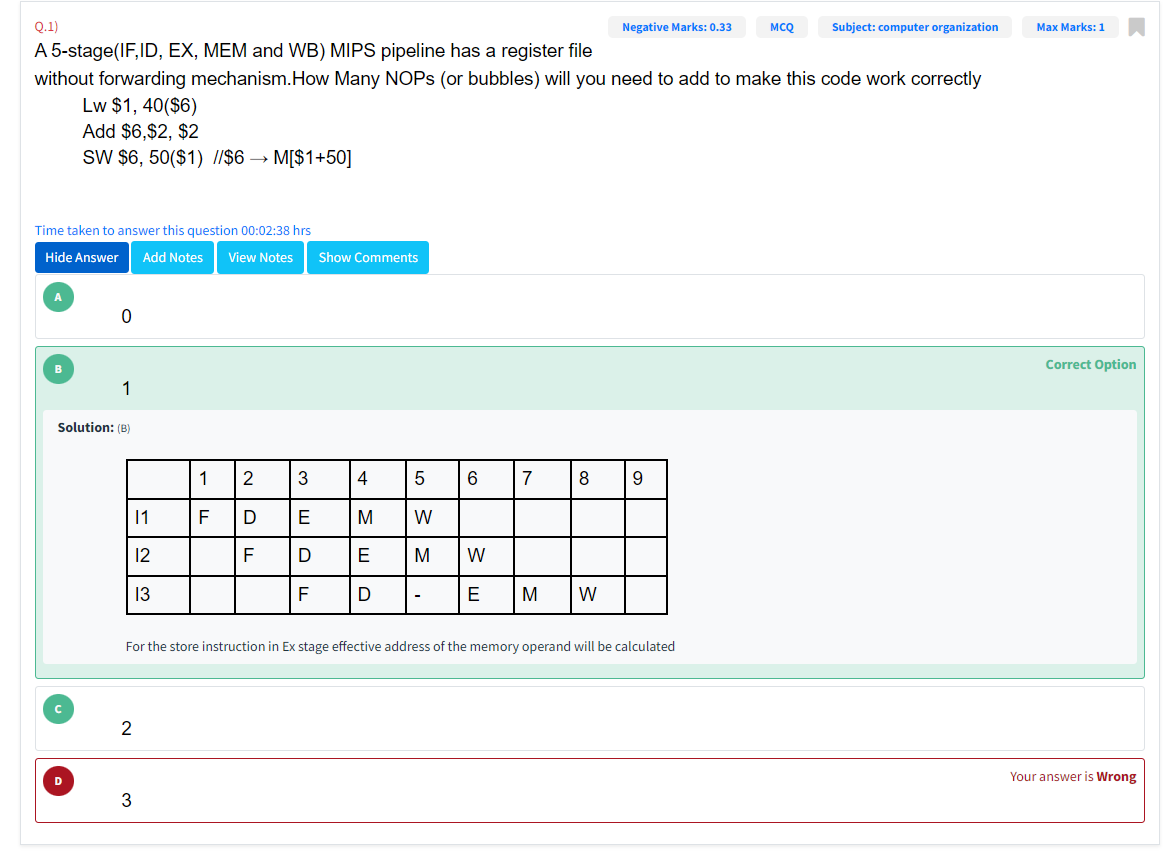 Q.1)
Negative Marks: 0.33 MCQ Subject: computer organization Max Marks: 1
A 5-stage(IF,ID, EX, MEM and WB) MIPS pipeline has a register file
without forwarding mechanism.How Many NOPs (or bubbles) will you need to add to make this code work correctly
Lw $1, 40($6)
Add $6,$2, $2
SW $6, 50($1) //$6 → M[$1+50]
Time taken to answer this question 00:02:38 hrs
Hide Answer Add Notes View Notes Show Comments
A
0
B
Correct Option
1
Solution: (B)
1 2 3 4 5 6 7 8 9
I1 F D E M W
I2 F D E M W
I3 F D - E M W
For the store instruction in Ex stage effective address of the memory operand will be calculated
C
2
D
Your answer is Wrong
3